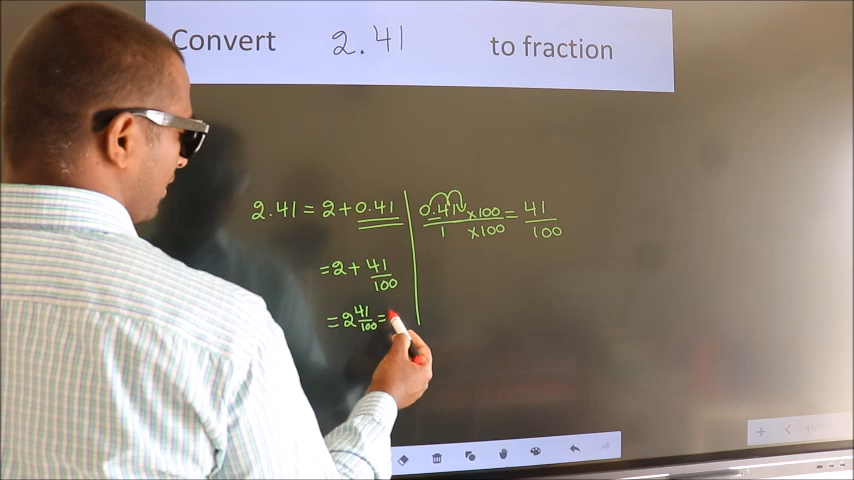 Convert 2.41 to fraction
2.41 = 2 + 0.41
0.41 ×100 = 41
1 ×100 100
= 2 + 41/100
= 2 41/100 =